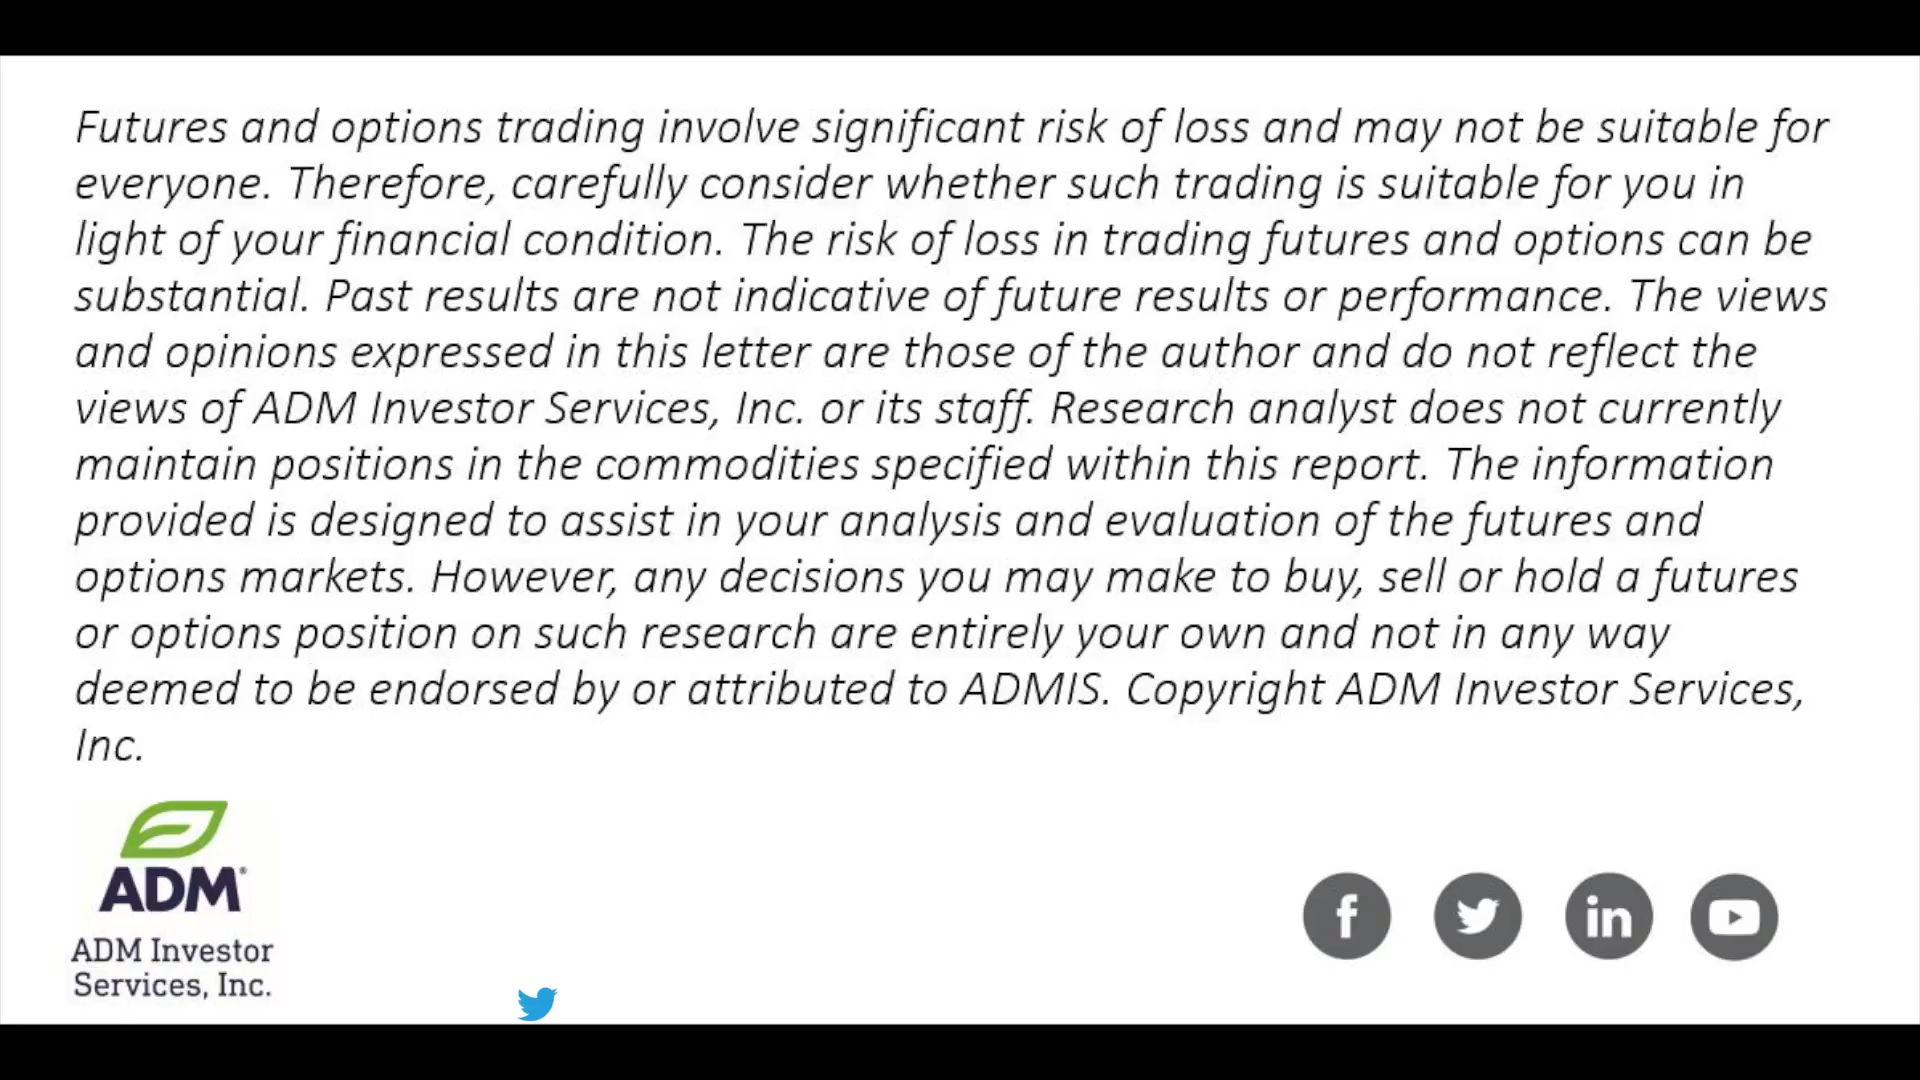 Futures and options trading involve significant risk of loss and may not be suitable for
everyone. Therefore, carefully consider whether such trading is suitable for you in
light of your financial condition. The risk of loss in trading futures and options can be
substantial. Past results are not indicative of future results or performance. The views
and opinions expressed in this letter are those of the author and do not reflect the
views of ADM Investor Services, Inc. or its staff. Research analyst does not currently
maintain positions in the commodities specified within this report. The information
provided is designed to assist in your analysis and evaluation of the futures and
options markets. However, any decisions you may make to buy, sell or hold a futures
or options position on such research are entirely your own and not in any way
deemed to be endorsed by or attributed to ADMIS. Copyright ADM Investor Services,
Inc.
ADM®
ADM Investor
Services, Inc.
f
in